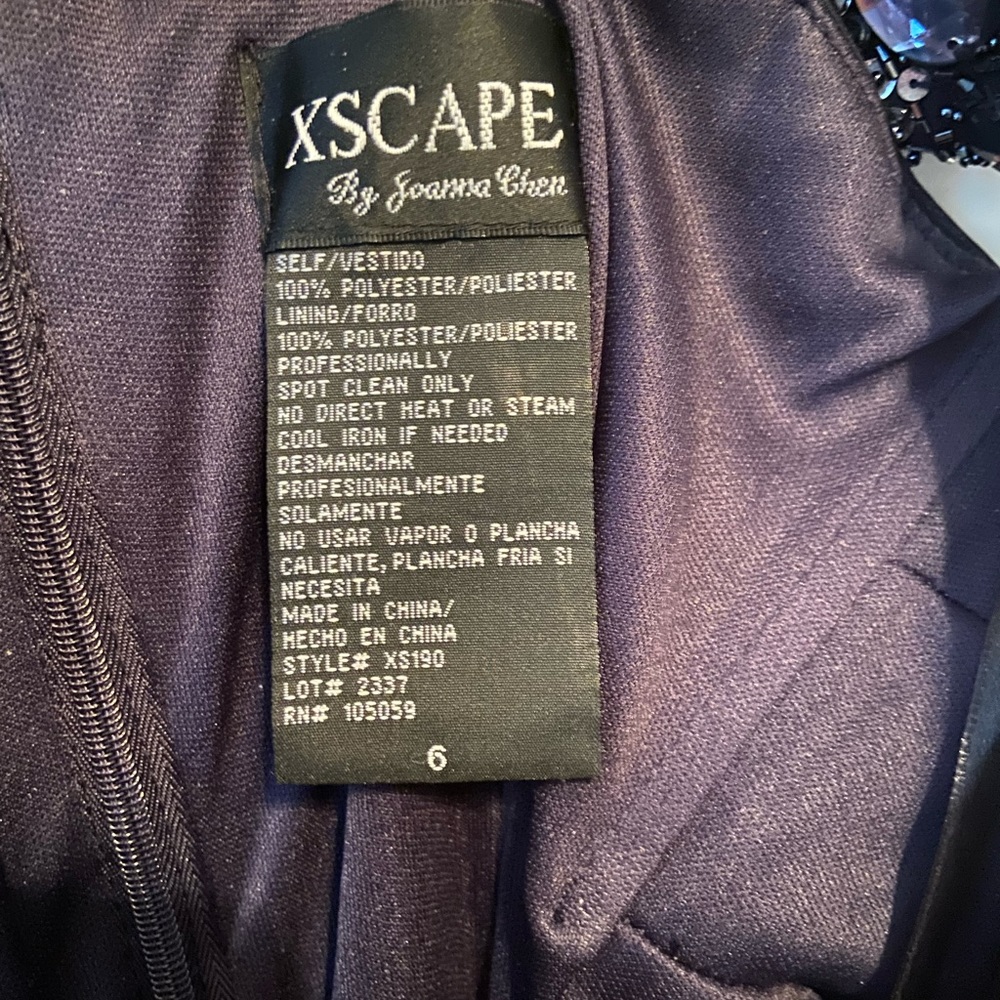 XSCAPE
By Joanna Chen
SELF/VESTIDO
100% POLYESTER/POLIESTER
LINING/FORRO
100% POLYESTER/POLIESTER
PROFESSIONALLY
SPOT CLEAN ONLY
NO DIRECT HEAT OR STEAM
COOL IRON IF NEEDED
DESMANCHAR
PROFESIONALMENTE
SOLAMENTE
NO USAR VAPOR O PLANCHA
CALIENTE, PLANCHA FRIA SI
NECESITA
MADE IN CHINA/
HECHO EN CHINA
STYLE# XS190
LOT# 2337
RN# 105059
6